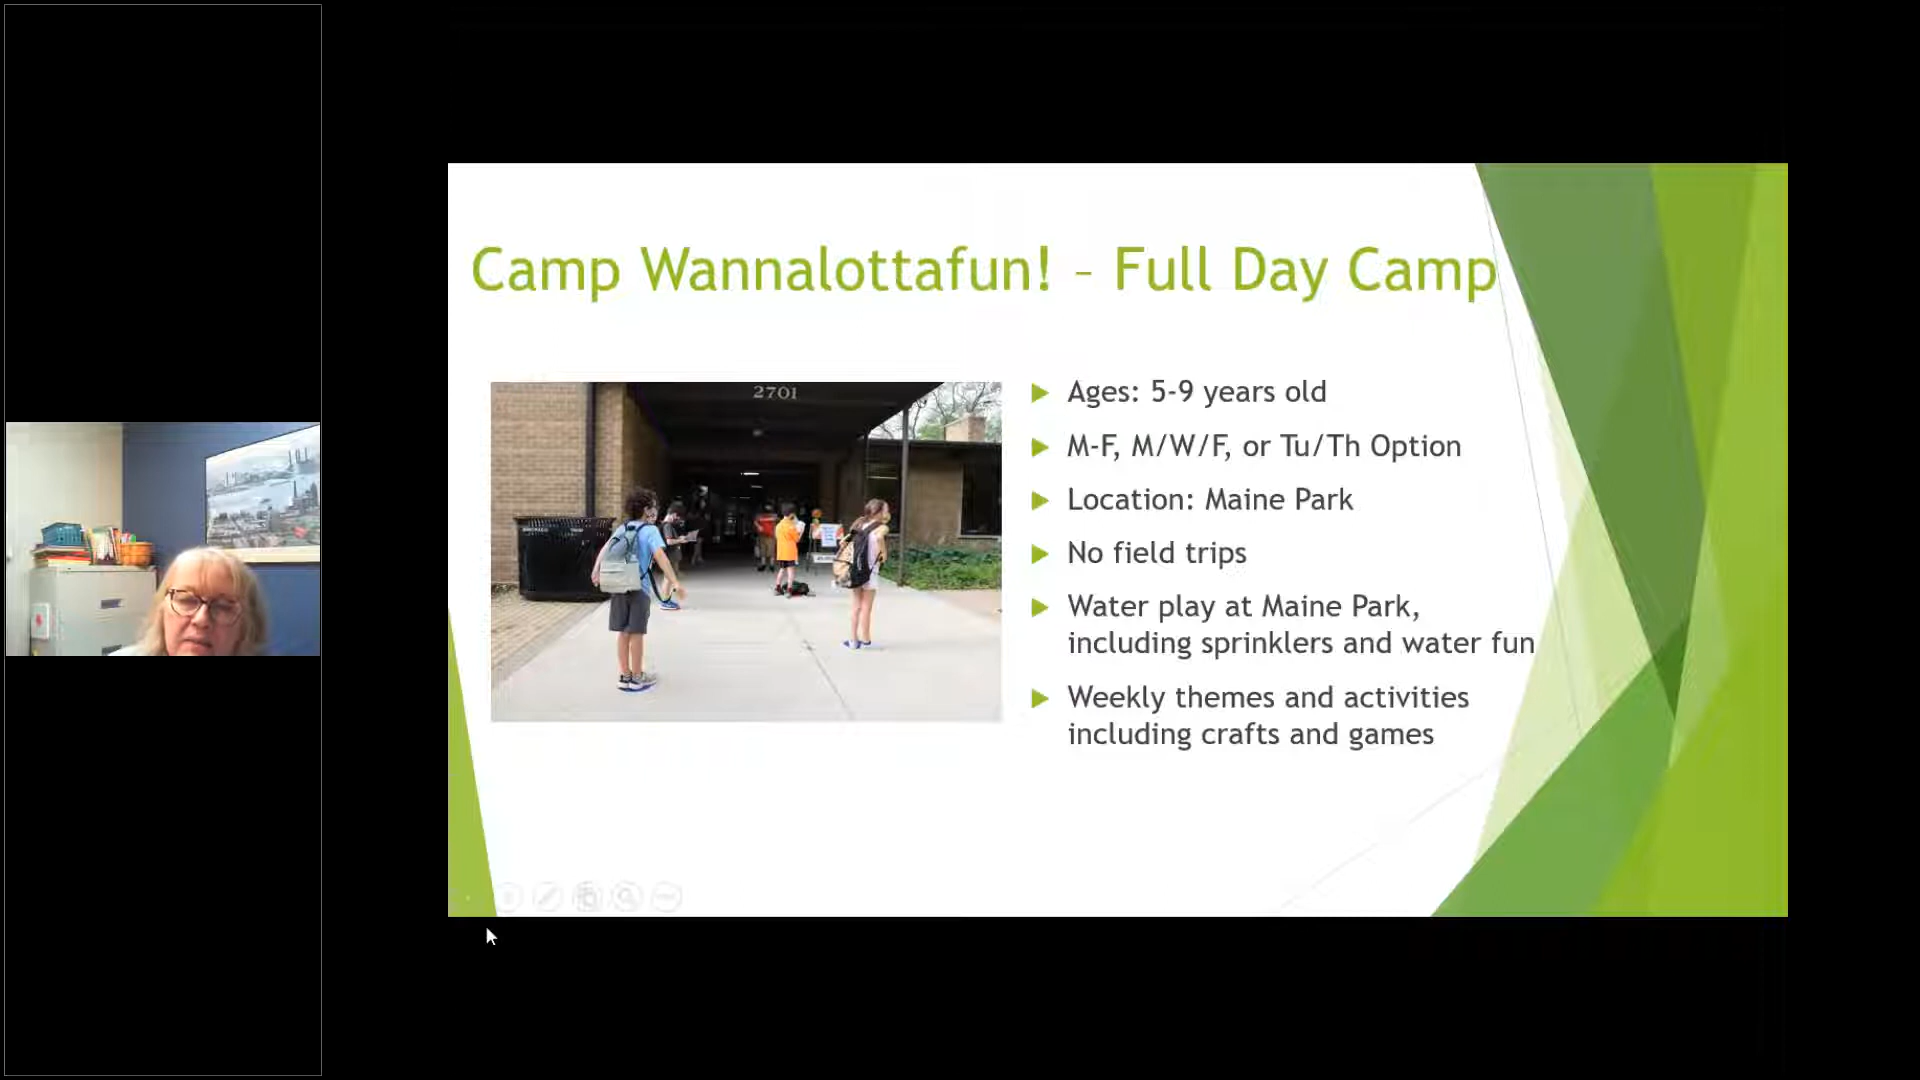 Camp Wannalottafun! – Full Day Camp
2701
Ages: 5-9 years old
M-F, M/W/F, or Tu/Th Option
Location: Maine Park
No field trips
Water play at Maine Park,
including sprinklers and water fun
Weekly themes and activities
including crafts and games